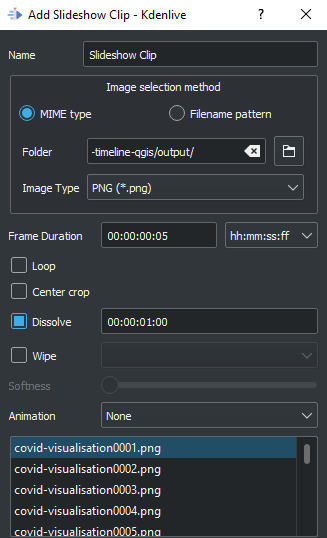 Add Slideshow Clip - Kdenlive
Name Slideshow Clip
Image selection method
MIME type Filename pattern
Folder -timeline-qgis/output/
Image Type PNG (*.png)
Frame Duration 00:00:00:05 hh:mm:ss:ff
Loop
Center crop
Dissolve 00:00:01:00
Wipe
Softness
Animation None
covid-visualisation0001.png
covid-visualisation0002.png
covid-visualisation0003.png
covid-visualisation0004.png
covid-visualisation0005.png